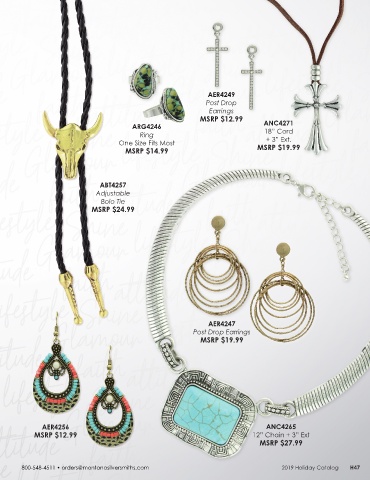 AER4249
Post Drop
Earrings
MSRP $12.99
ARG4246
Ring
One Size Fits Most
MSRP $14.99
ANC4271
18" Cord
+ 3" Ext.
MSRP $19.99
ABT4257
Adjustable
Bolo Tie
MSRP $24.99
AER4247
Post Drop Earrings
MSRP $19.99
AER4256
MSRP $12.99
ANC4265
12" Chain + 3" Ext
MSRP $27.99
800-548-4511 • orders@montanasilversmiths.com
2019 Holiday Catalog H47